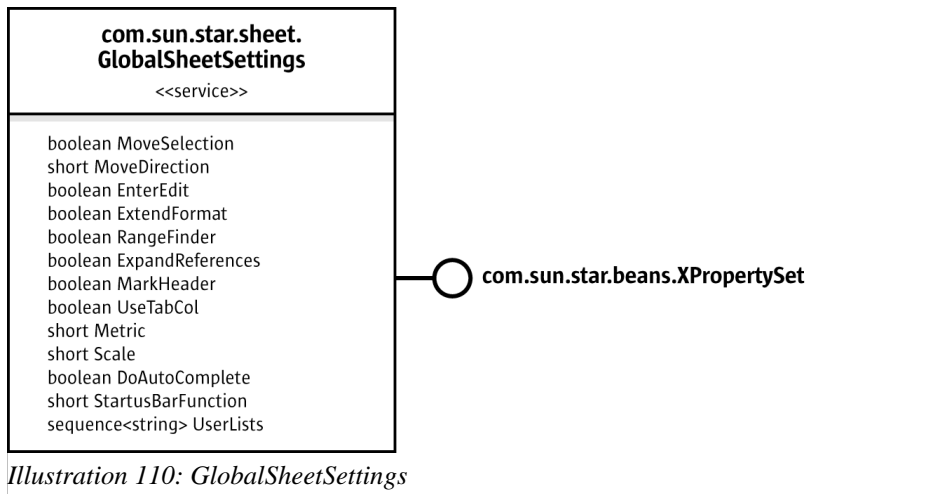 com.sun.star.sheet.
GlobalSheetSettings
<<service>>
boolean MoveSelection
short MoveDirection
boolean EnterEdit
boolean ExtendFormat
boolean RangeFinder
boolean ExpandReferences
boolean MarkHeader
boolean UseTabCol
short Metric
short Scale
boolean DoAutoComplete
short StartusBarFunction
sequence<string> UserLists
com.sun.star.beans.XPropertySet
Illustration 110: GlobalSheetSettings